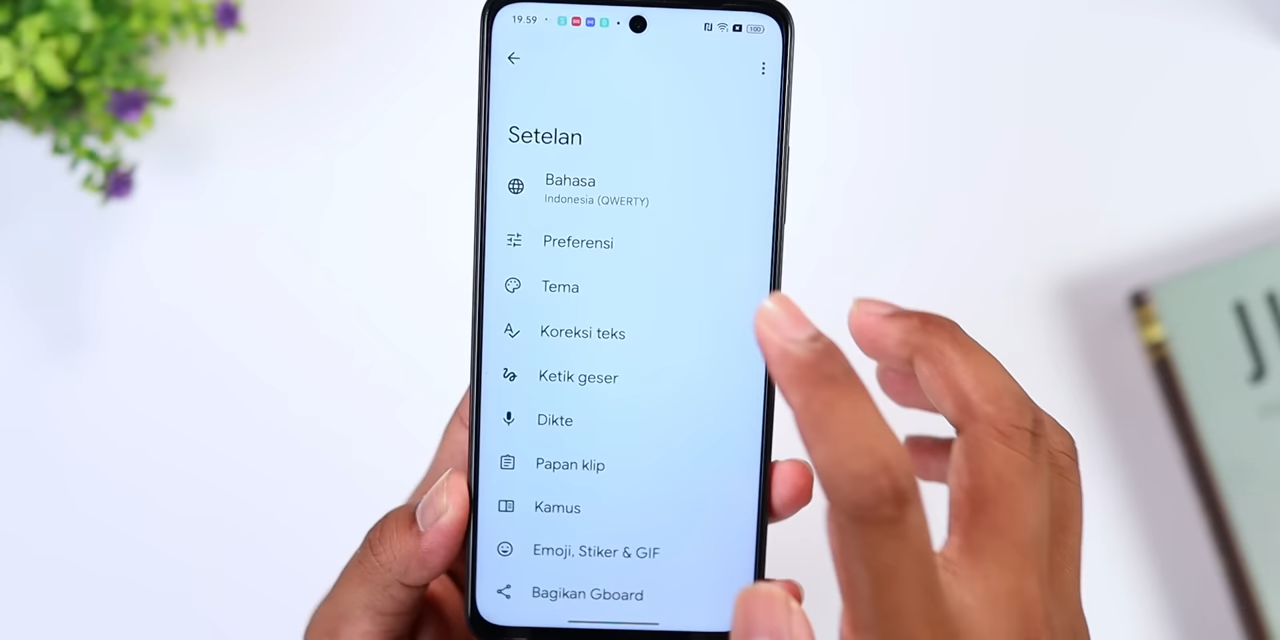 19.59
100
Setelan
Bahasa
Indonesia (QWERTY)
Preferensi
Tema
Koreksi teks
Ketik geser
Dikte
Papan klip
Kamus
Emoji, Stiker & GIF
Bagikan Gboard